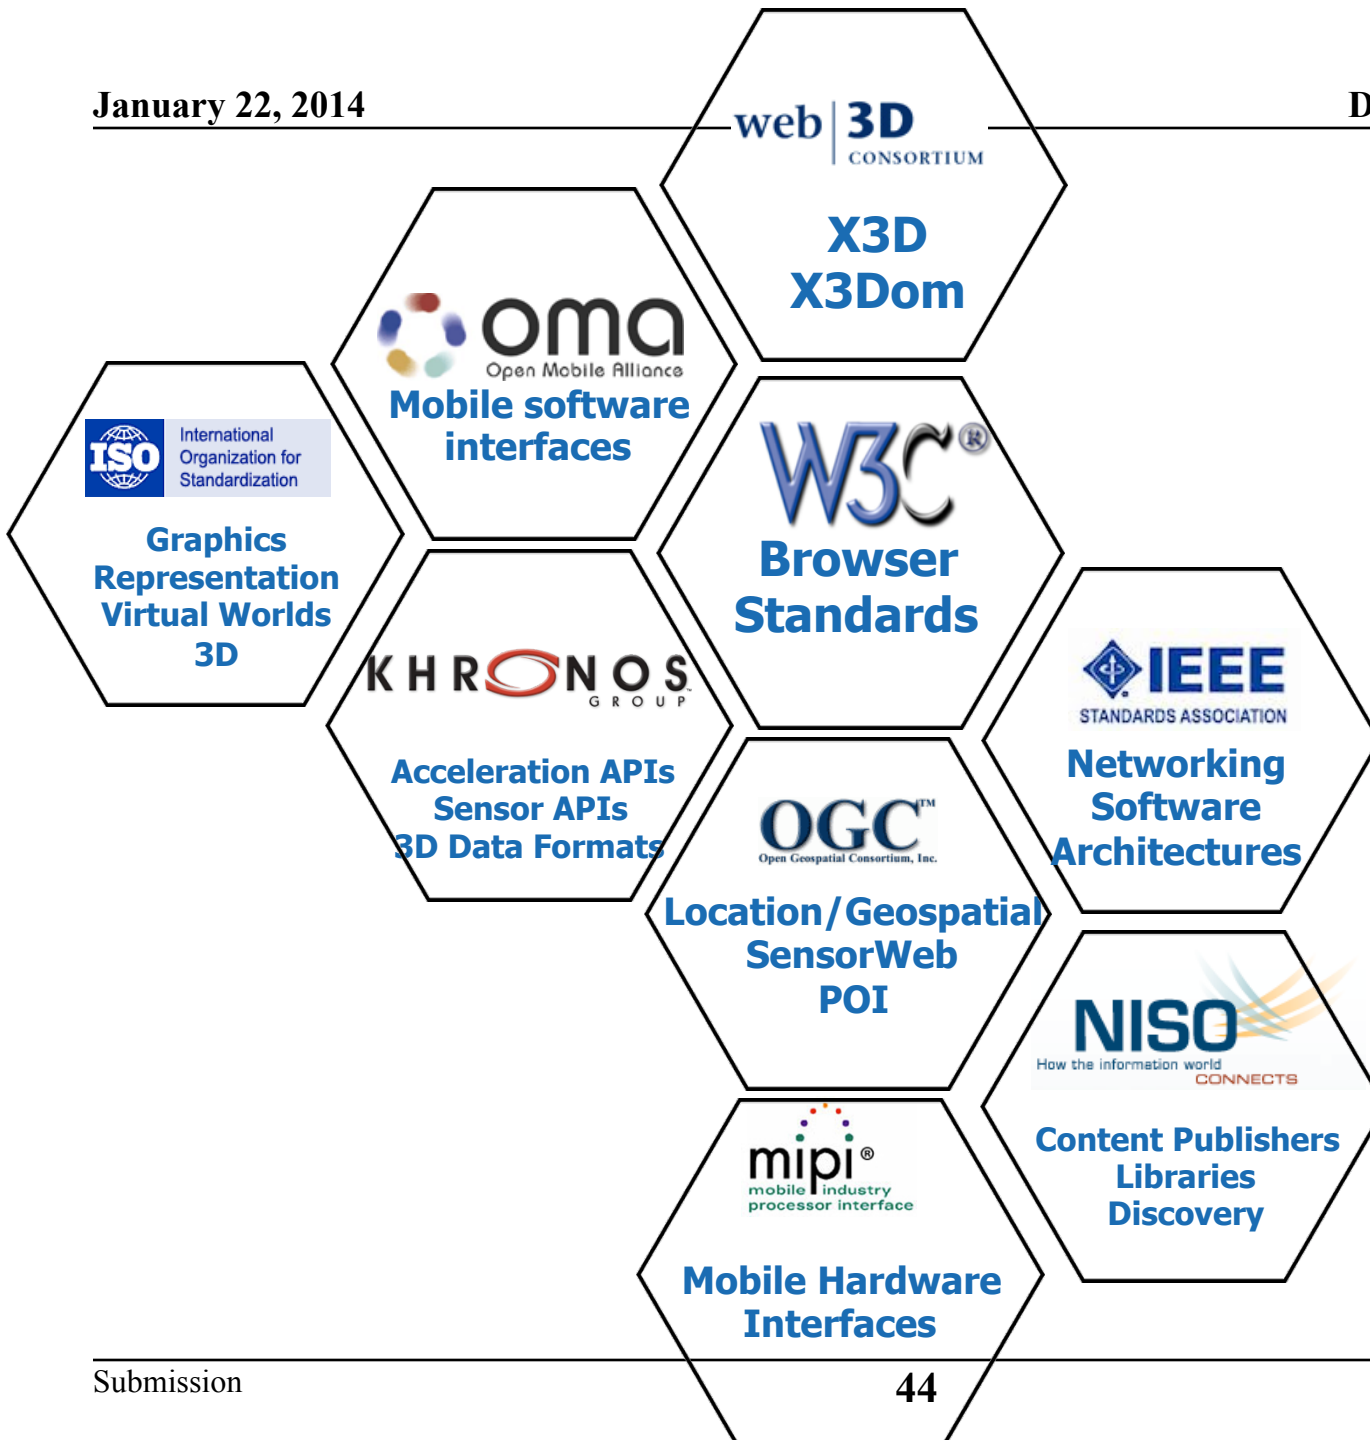 January 22, 2014
D
web 3D
CONSORTIUM
X3D
X3Dom
oma
Open Mobile Alliance
Mobile software
interfaces
ISO
International
Organization for
Standardization
Graphics
Representation
Virtual Worlds
3D
W3C®
Browser
Standards
KHRONOS™
GROUP
Acceleration APIs
Sensor APIs
3D Data Formats
IEEE
STANDARDS ASSOCIATION
Networking
Software
Architectures
OGC™
Open Geospatial Consortium, Inc.
Location/Geospatial
SensorWeb
POI
NISO
How the information world
CONNECTS
Content Publishers
Libraries
Discovery
mipi®
mobile industry
processor interface
Mobile Hardware
Interfaces
Submission
44